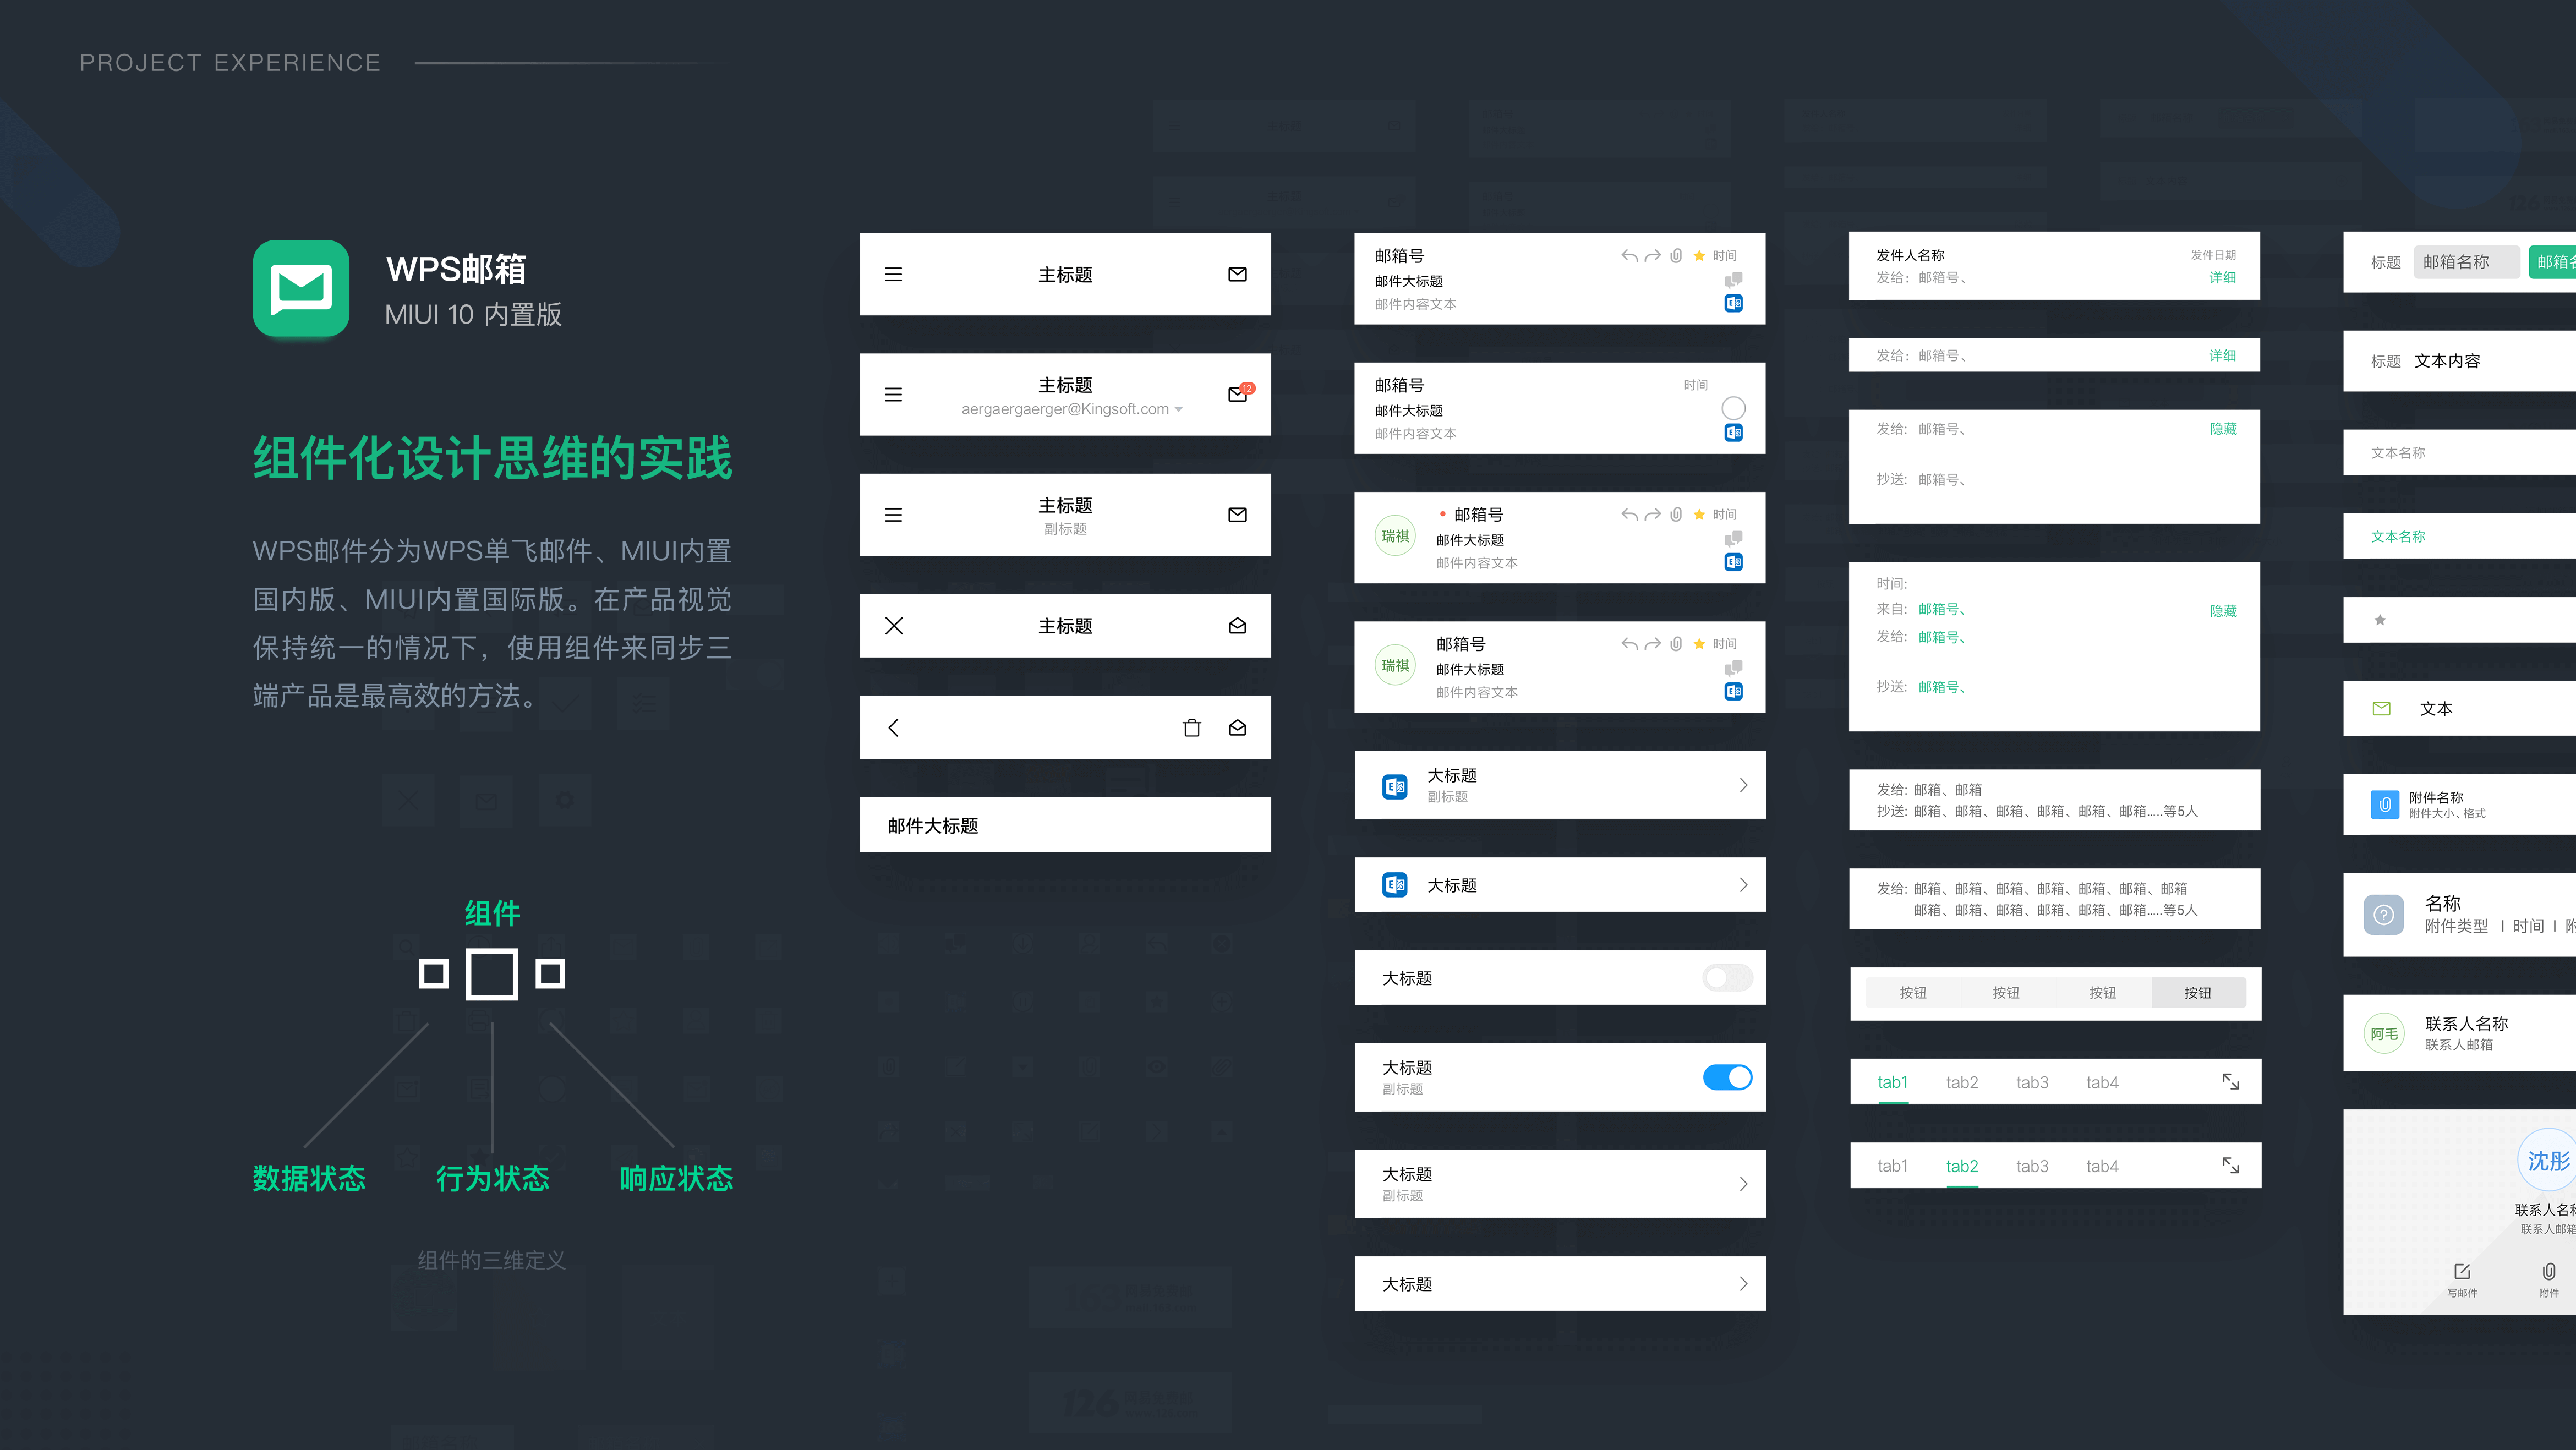 PROJECT EXPERIENCE
WPS邮箱
MIUI 10 内置版
组件化设计思维的实践
WPS邮件分为WPS单飞邮件、MIUI内置
国内版、MIUI内置国际版。在产品视觉
保持统一的情况下，使用组件来同步三
端产品是最高效的方法。
组件
数据状态
行为状态
响应状态
组件的三维定义
主标题
主标题
12
aergaergaerger@Kingsoft.com
主标题
副标题
主标题
邮件大标题
邮箱号
时间
邮件大标题
邮件内容文本
邮箱号
时间
邮件大标题
邮件内容文本
瑞祺
邮箱号
时间
邮件大标题
邮件内容文本
瑞祺
邮箱号
时间
邮件大标题
邮件内容文本
大标题
副标题
大标题
大标题
大标题
副标题
大标题
副标题
大标题
发件人名称
发件日期
发给：邮箱号、
详细
发给：邮箱号、
详细
发给：邮箱号、
隐藏
抄送：邮箱号、
时间:
来自：邮箱号、
隐藏
发给：邮箱号、
抄送：邮箱号、
发给: 邮箱、邮箱
抄送: 邮箱、邮箱、邮箱、邮箱、邮箱、邮箱.....等5人
发给: 邮箱、邮箱、邮箱、邮箱、邮箱、邮箱、邮箱
邮箱、邮箱、邮箱、邮箱、邮箱、邮箱.....等5人
按钮 按钮 按钮 按钮
tab1 tab2 tab3 tab4
tab1 tab2 tab3 tab4
标题 邮箱名称 邮箱
标题 文本内容
文本名称
文本名称
文本
附件名称
附件大小、格式
名称
附件类型 | 时间 |
阿毛
联系人名称
联系人邮箱
沈彤
联系人名称
联系人邮箱
写邮件
附件
126